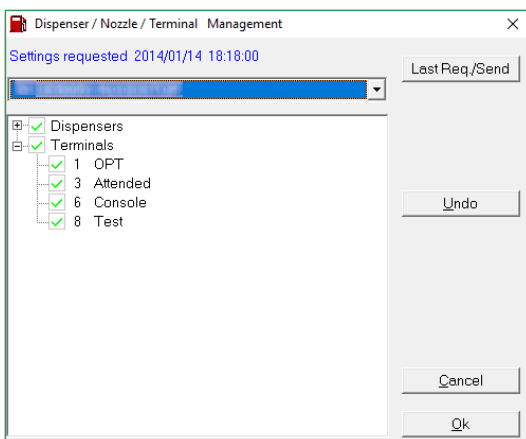 Dispenser / Nozzle / Terminal Management
Settings requested 2014/01/14 18:18:00
Last Req./Send
Dispensers
Terminals
1 OPT
3 Attended
6 Console
8 Test
Undo
Cancel
Ok